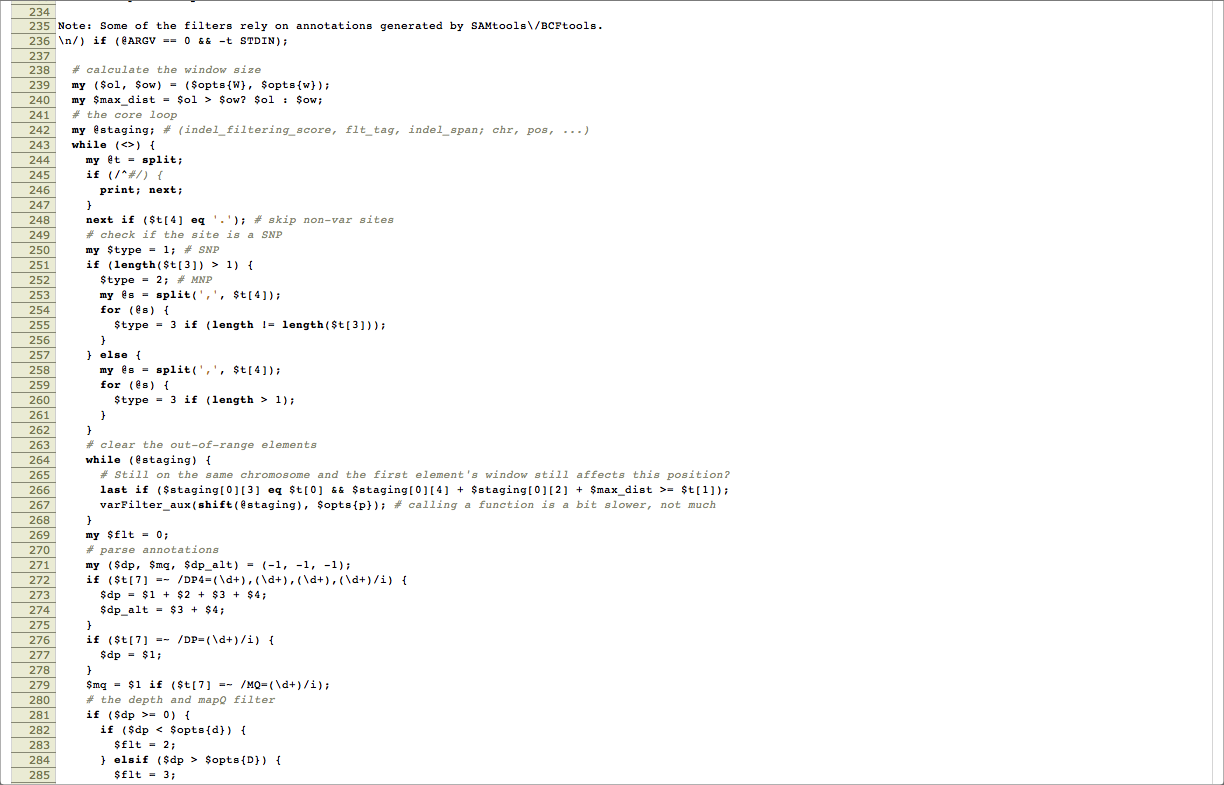 234
235 Note: Some of the filters rely on annotations generated by SAMtools\/BCFtools.
236 \n/) if (@ARGV == 0 && -t STDIN);
237
238 # calculate the window size
239 my ($ol, $ow) = ($opts{W}, $opts{w});
240 my $max_dist = $ol > $ow? $ol : $ow;
241 # the core loop
242 my @staging; # (indel_filtering_score, flt_tag, indel_span; chr, pos, ...)
243 while (<>) {
244 my @t = split;
245 if (/^#/) {
246 print; next;
247 }
248 next if ($t[4] eq '.'); # skip non-var sites
249 # check if the site is a SNP
250 my $type = 1; # SNP
251 if (length($t[3]) > 1) {
252 $type = 2; # MNP
253 my @s = split(',', $t[4]);
254 for (@s) {
255 $type = 3 if (length != length($t[3]));
256 }
257 } else {
258 my @s = split(',', $t[4]);
259 for (@s) {
260 $type = 3 if (length > 1);
261 }
262 }
263 # clear the out-of-range elements
264 while (@staging) {
265 # Still on the same chromosome and the first element's window still affects this position?
266 last if ($staging[0][3] eq $t[0] && $staging[0][4] + $staging[0][2] + $max_dist >= $t[1]);
267 varFilter_aux(shift(@staging), $opts{p}); # calling a function is a bit slower, not much
268 }
269 my $flt = 0;
270 # parse annotations
271 my ($dp, $mq, $dp_alt) = (-1, -1, -1);
272 if ($t[7] =~ /DP4=(\d+),(\d+),(\d+),(\d+)/i) {
273 $dp = $1 + $2 + $3 + $4;
274 $dp_alt = $3 + $4;
275 }
276 if ($t[7] =~ /DP=(\d+)/i) {
277 $dp = $1;
278 }
279 $mq = $1 if ($t[7] =~ /MQ=(\d+)/i);
280 # the depth and mapQ filter
281 if ($dp >= 0) {
282 if ($dp < $opts{d}) {
283 $flt = 2;
284 } elsif ($dp > $opts{D}) {
285 $flt = 3;